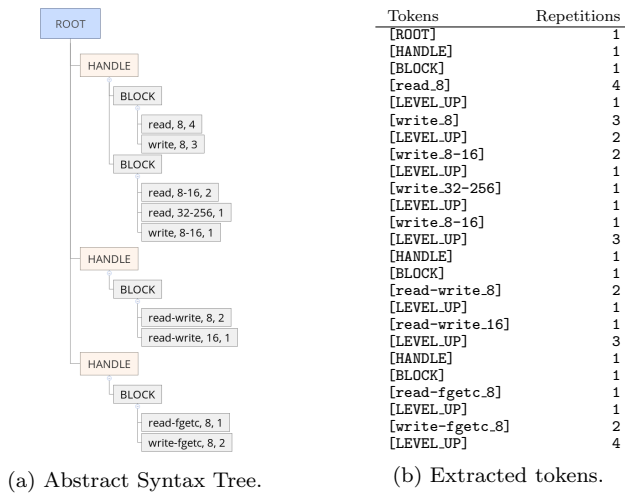 ROOT
HANDLE
BLOCK
read, 8, 4
write, 8, 3
BLOCK
read, 8-16, 2
read, 32-256, 1
write, 8-16, 1
HANDLE
BLOCK
read-write, 8, 2
read-write, 16, 1
HANDLE
BLOCK
read-fgetc, 8, 1
write-fgetc, 8, 2
(a) Abstract Syntax Tree.
Tokens Repetitions
[ROOT] 1
[HANDLE] 1
[BLOCK] 1
[read_8] 4
[LEVEL_UP] 1
[write_8] 3
[LEVEL_UP] 2
[write_8-16] 2
[LEVEL_UP] 1
[write_32-256] 1
[LEVEL_UP] 1
[write_8-16] 1
[LEVEL_UP] 3
[HANDLE] 1
[BLOCK] 1
[read-write_8] 2
[LEVEL_UP] 1
[read-write_16] 1
[LEVEL_UP] 3
[HANDLE] 1
[BLOCK] 1
[read-fgetc_8] 1
[LEVEL_UP] 1
[write-fgetc_8] 2
[LEVEL_UP] 4
(b) Extracted tokens.